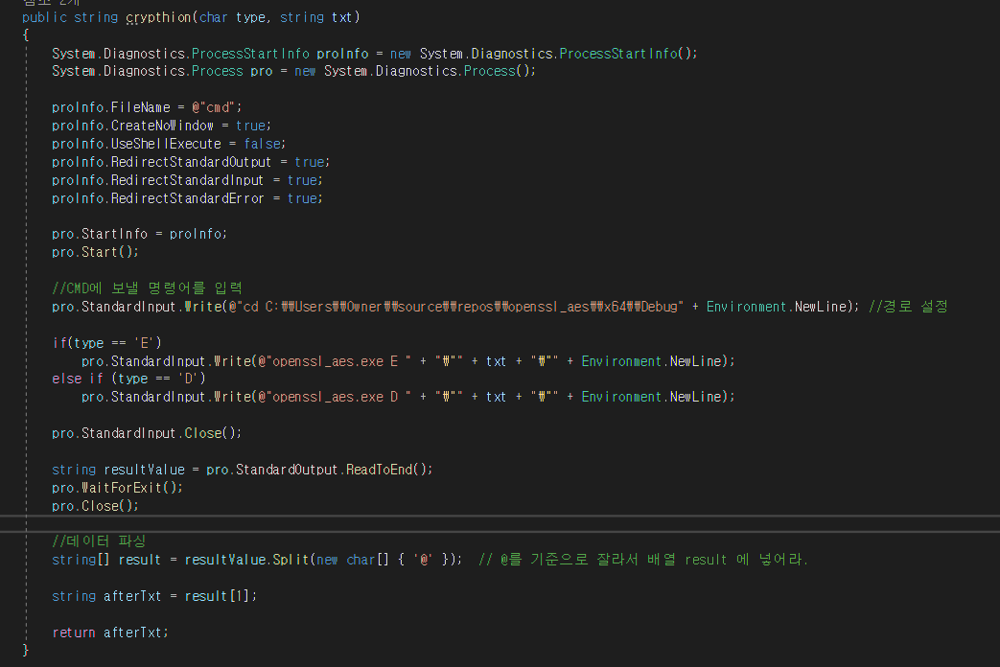 public string crypthion(char type, string txt)
{
System.Diagnostics.ProcessStartInfo proInfo = new System.Diagnostics.ProcessStartInfo();
System.Diagnostics.Process pro = new System.Diagnostics.Process();
proInfo.FileName = @"cmd";
proInfo.CreateNoWindow = true;
proInfo.UseShellExecute = false;
proInfo.RedirectStandardOutput = true;
proInfo.RedirectStandardInput = true;
proInfo.RedirectStandardError = true;
pro.StartInfo = proInfo;
pro.Start();
//CMD에 보낼 명령어를 입력
pro.StandardInput.Write(@"cd C:₩₩Users₩₩Owner₩₩source₩₩repos₩₩openssl_aes₩₩x64₩₩Debug" + Environment.NewLine); //경로 설정
if(type == 'E')
pro.StandardInput.Write(@"openssl_aes.exe E " + "₩"" + txt + "₩"" + Environment.NewLine);
else if (type == 'D')
pro.StandardInput.Write(@"openssl_aes.exe D " + "₩"" + txt + "₩"" + Environment.NewLine);
pro.StandardInput.Close();
string resultValue = pro.StandardOutput.ReadToEnd();
pro.WaitForExit();
pro.Close();
//데이터 파싱
string[] result = resultValue.Split(new char[] { '@' }); // @를 기준으로 잘라서 배열 result 에 넣어라.
string afterTxt = result[1];
return afterTxt;
}